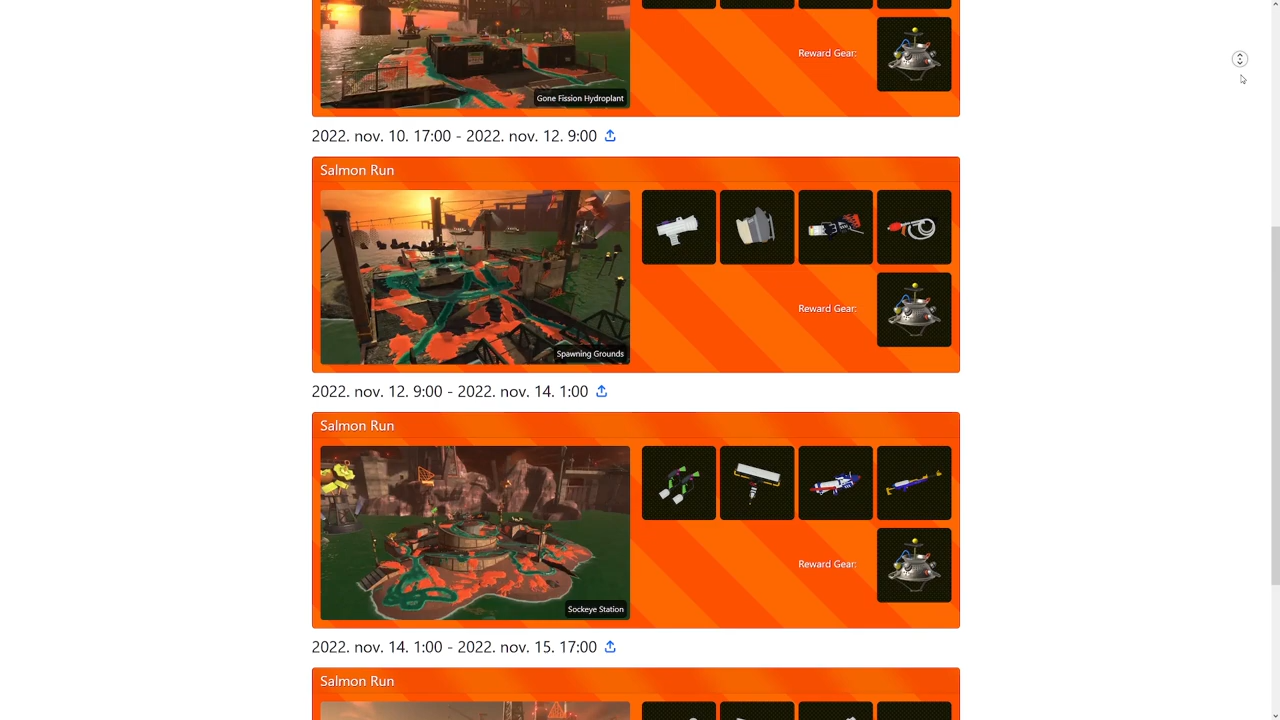 Reward Gear:
Gone Fission Hydroplant
2022. nov. 10. 17:00 - 2022. nov. 12. 9:00
Salmon Run
Reward Gear:
Spawning Grounds
2022. nov. 12. 9:00 - 2022. nov. 14. 1:00
Salmon Run
Reward Gear:
Sockeye Station
2022. nov. 14. 1:00 - 2022. nov. 15. 17:00
Salmon Run